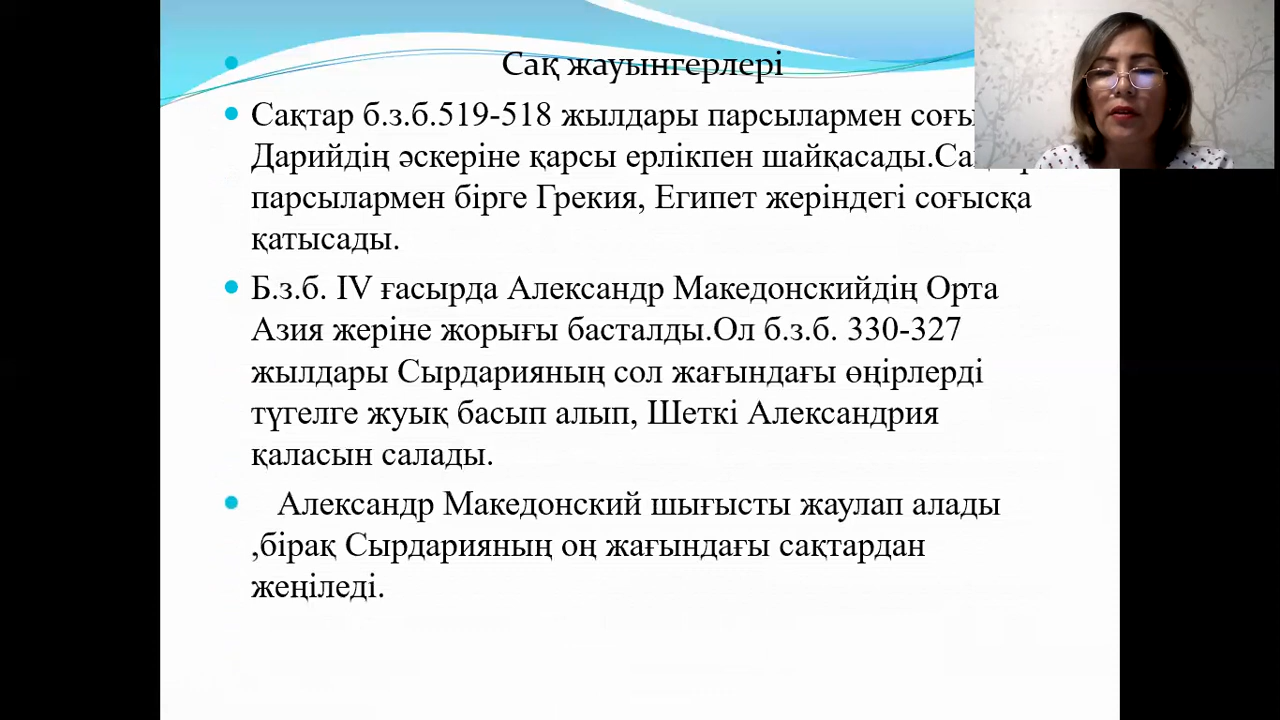 Сақ жауынгерлері
Сақтар б.з.б.519-518 жылдары парсылармен
Дарийдің әскеріне қарсы ерлікпен шайқасады.
парсылармен бірге Грекия, Египет жеріндегі соғысқа
қатысады.
Б.з.б. IV ғасырда Александр Македонскийдің Орта
Азия жеріне жорығы басталды.Ол б.з.б. 330-327
жылдары Сырдарияның сол жағындағы өңірлерді
түгелге жуық басып алып, Шеткі Александрия
қаласын салады.
Александр Македонский шығысты жаулап алады
,бірақ Сырдарияның оң жағындағы сақтардан
жеңіледі.